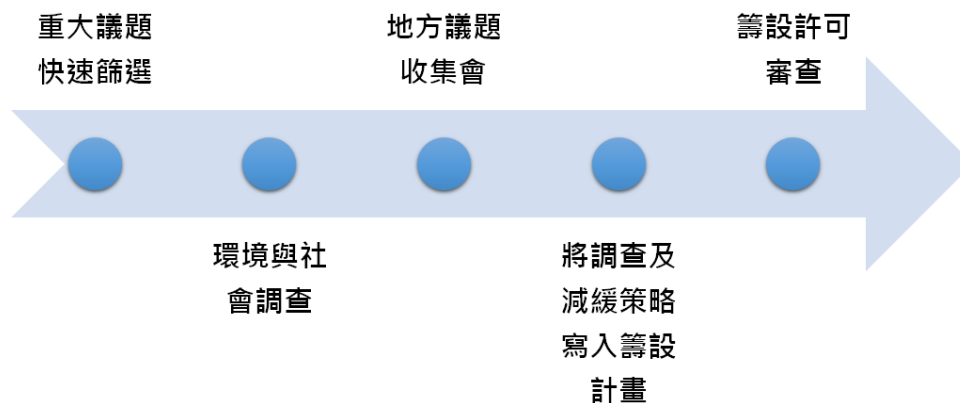 重大議題
快速篩選
環境與社
會調查
地方議題
收集會
將調查及
減緩策略
寫入籌設
計畫
籌設許可
審查